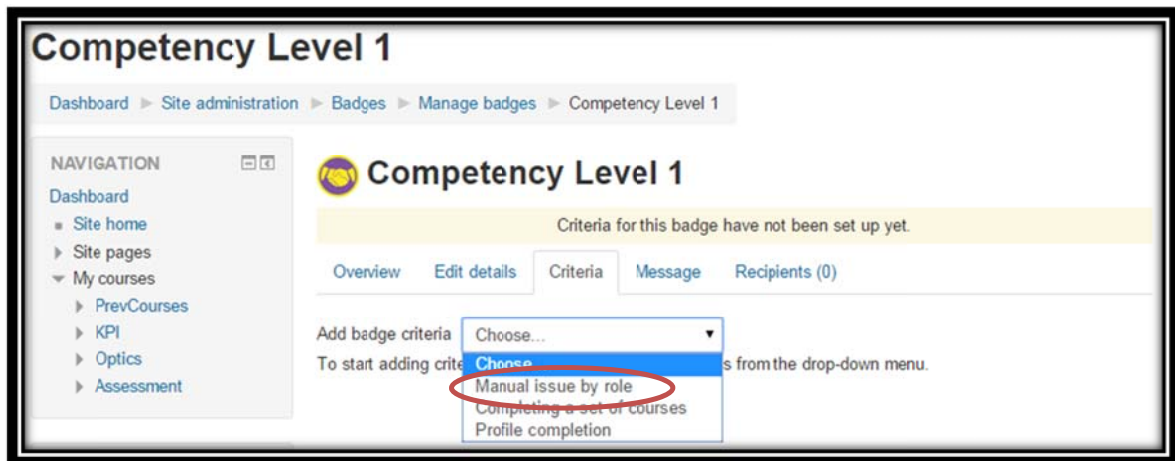 Competency Level 1
Dashboard Site administration Badges Manage badges Competency Level 1
NAVIGATION
Dashboard
Site home
Site pages
My courses
PrevCourses
KPI
Optics
Assessment
Competency Level 1
Criteria for this badge have not been set up yet.
Overview Edit details Criteria Message Recipients (0)
Add badge criteria Choose...
To start adding crite
s from the drop-down menu.
Choose...
Manual issue by role
Completing a set of courses
Profile completion